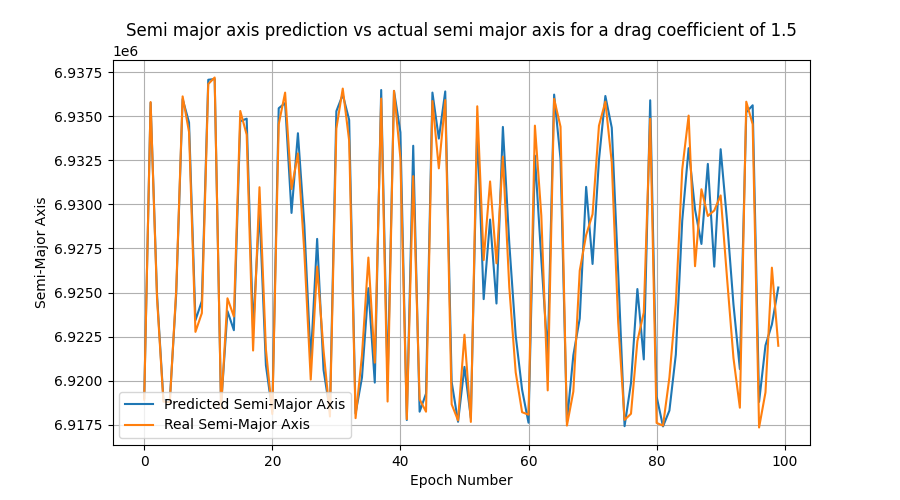 Semi major axis prediction vs actual semi major axis for a drag coefficient of 1.5
1e6
6.9375
6.9350
6.9325
6.9300
6.9275
6.9250
6.9225
6.9200
6.9175
Semi-Major Axis
Predicted Semi-Major Axis
Real Semi-Major Axis
0 20 40 60 80 100
Epoch Number